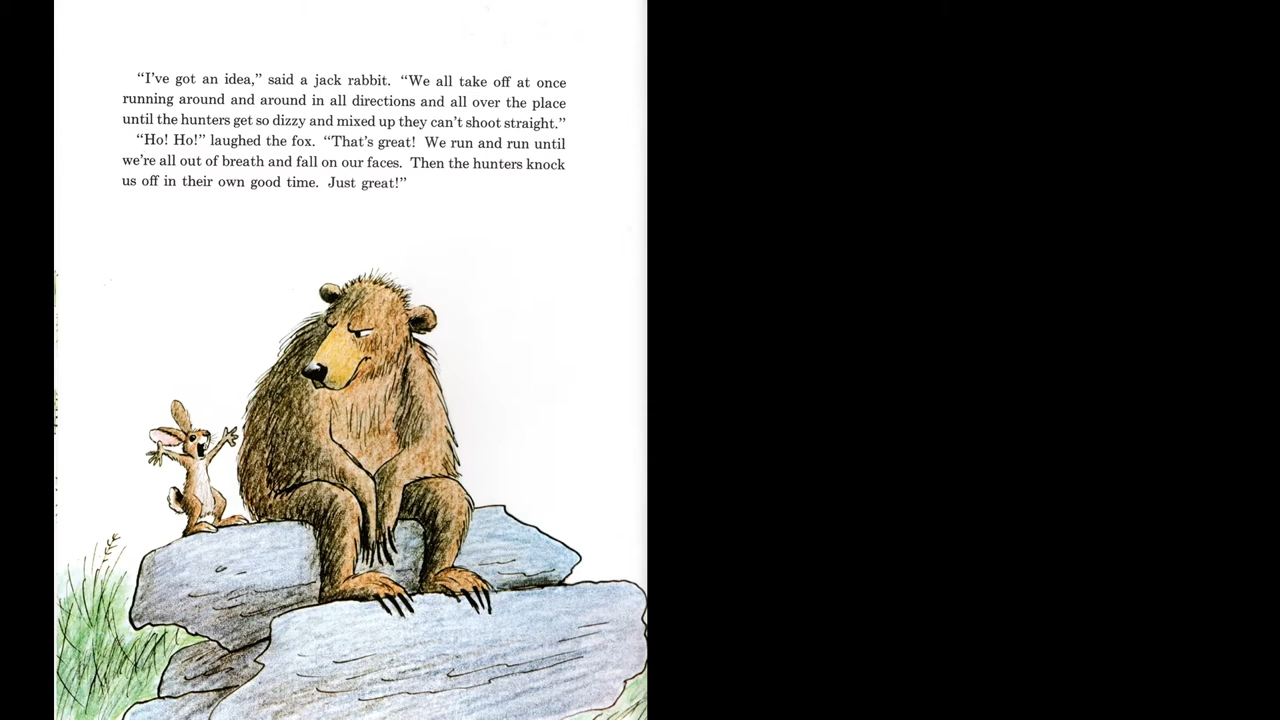 “I’ve got an idea,” said a jack rabbit. “We all take off at once
running around and around in all directions and all over the place
until the hunters get so dizzy and mixed up they can’t shoot straight.”
“Ho! Ho!” laughed the fox. “That’s great! We run and run until
we’re all out of breath and fall on our faces. Then the hunters knock
us off in their own good time. Just great!”